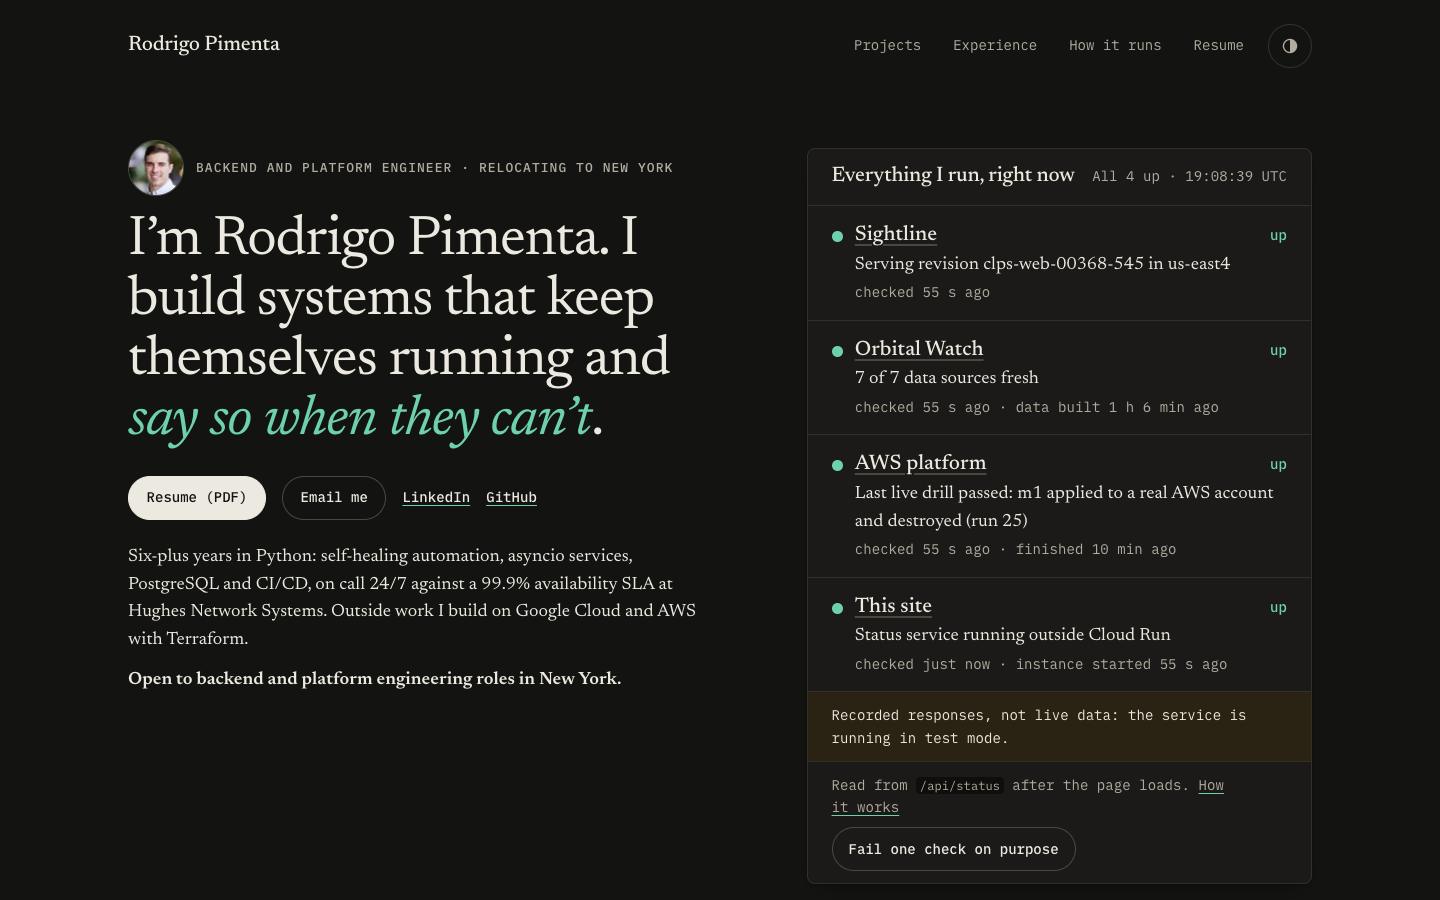 Rodrigo Pimenta
Projects Experience How it runs Resume
BACKEND AND PLATFORM ENGINEER · RELOCATING TO NEW YORK
I’m Rodrigo Pimenta. I
build systems that keep
themselves running and
say so when they can’t.
Resume (PDF) Email me LinkedIn GitHub
Six-plus years in Python: self-healing automation, asyncio services,
PostgreSQL and CI/CD, on call 24/7 against a 99.9% availability SLA at
Hughes Network Systems. Outside work I build on Google Cloud and AWS
with Terraform.
Open to backend and platform engineering roles in New York.
Everything I run, right now All 4 up · 19:08:39 UTC
Sightline up
Serving revision clps-web-00368-545 in us-east4
checked 55 s ago
Orbital Watch up
7 of 7 data sources fresh
checked 55 s ago · data built 1 h 6 min ago
AWS platform up
Last live drill passed: m1 applied to a real AWS account
and destroyed (run 25)
checked 55 s ago · finished 10 min ago
This site up
Status service running outside Cloud Run
checked just now · instance started 55 s ago
Recorded responses, not live data: the service is
running in test mode.
Read from /api/status after the page loads. How
it works
Fail one check on purpose